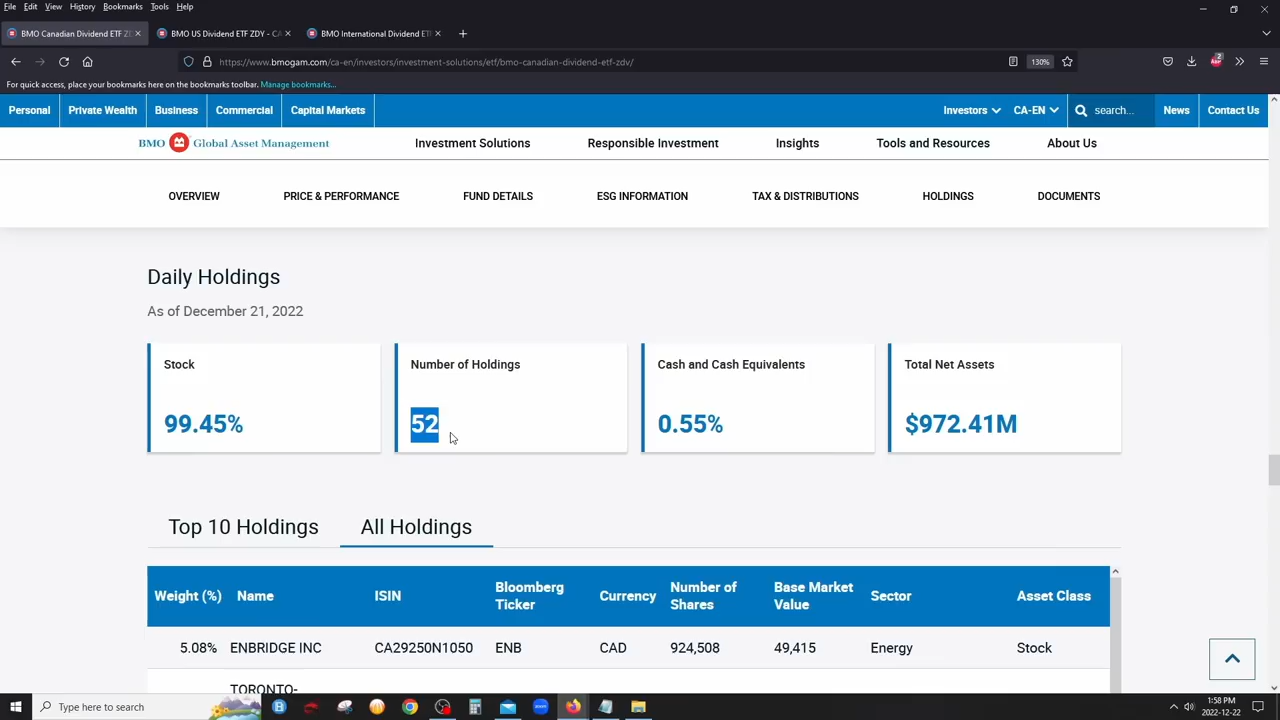 File Edit View History Bookmarks Tools Help
BMO Canadian Dividend ETF Z
BMO US Dividend ETF ZDY - CA
BMO International Dividend ETF
https://www.bmogam.com/ca-en/investors/investment-solutions/etf/bmo-canadian-dividend-etf-zdv/
130%
For quick access, place your bookmarks here on the bookmarks toolbar. Manage bookmarks...
Personal Private Wealth Business Commercial Capital Markets Investors CA-EN search... News Contact Us
BMO Global Asset Management
Investment Solutions Responsible Investment Insights Tools and Resources About Us
OVERVIEW PRICE & PERFORMANCE FUND DETAILS ESG INFORMATION TAX & DISTRIBUTIONS HOLDINGS DOCUMENTS
Daily Holdings
As of December 21, 2022
Stock
99.45%
Number of Holdings
52
Cash and Cash Equivalents
0.55%
Total Net Assets
$972.41M
Top 10 Holdings All Holdings
Weight (%) Name ISIN Bloomberg Ticker Currency Number of Shares Base Market Value Sector Asset Class
5.08% ENBRIDGE INC CA29250N1050 ENB CAD 924,508 49,415 Energy Stock
TORONTO-
Type here to search
1:58 PM
2022-12-22